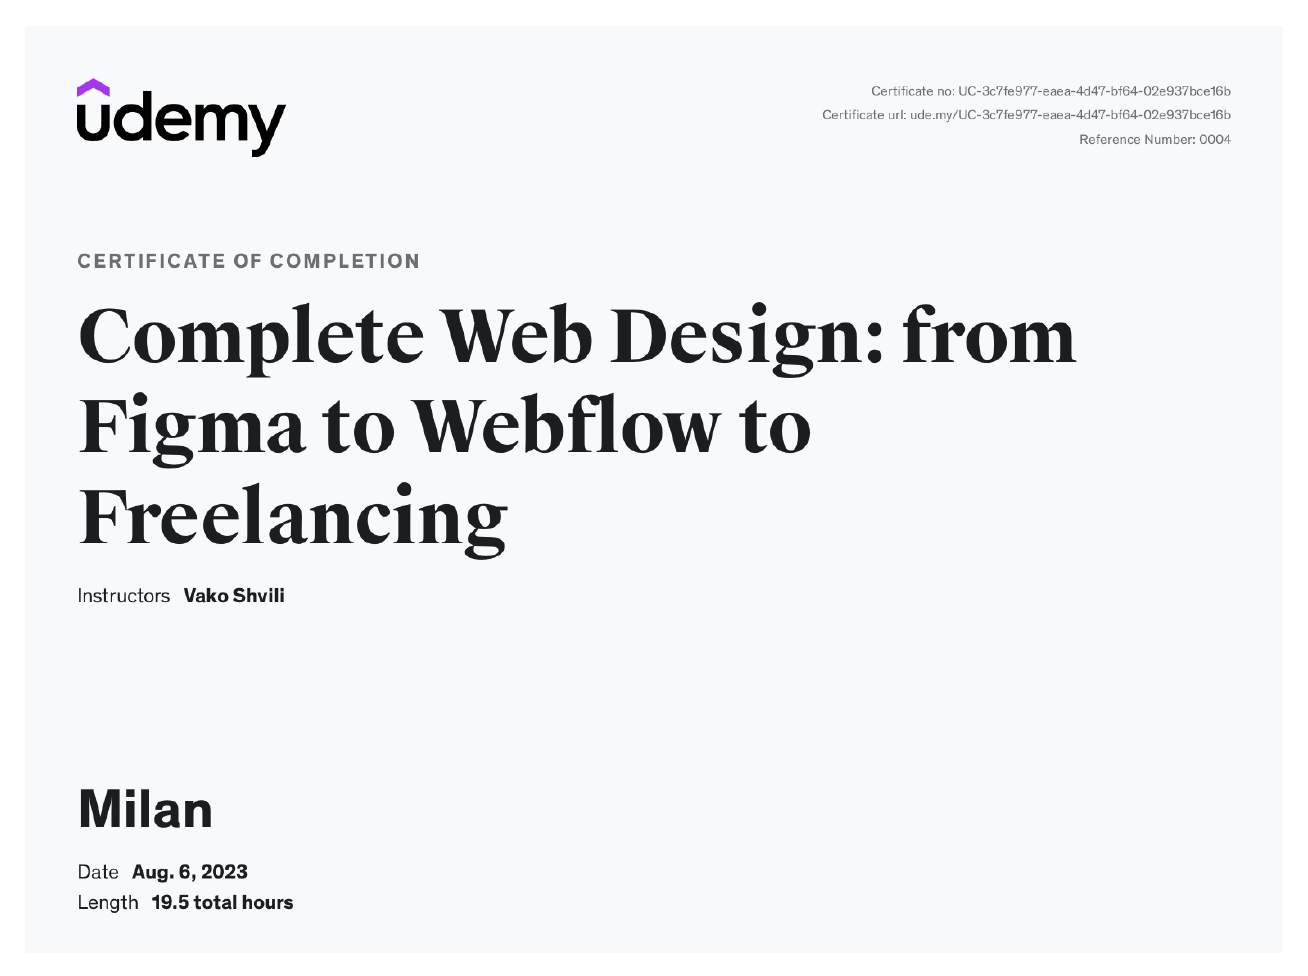 udemy
Certificate no: UC-3c7fe977-eaea-4d47-bf64-02e937bce16b
Certificate url: ude.my/UC-3c7fe977-eaea-4d47-bf64-02e937bce16b
Reference Number: 0004
CERTIFICATE OF COMPLETION
Complete Web Design: from
Figma to Webflow to
Freelancing
Instructors Vako Shvili
Milan
Date Aug. 6, 2023
Length 19.5 total hours